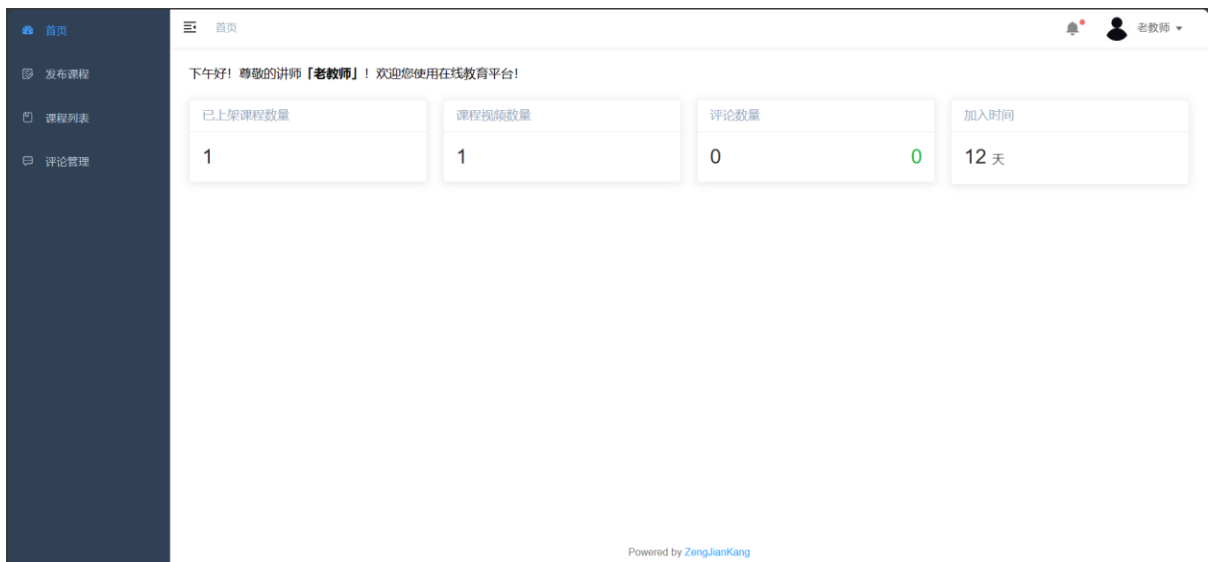 首页
发布课程
课程列表
评论管理
首页
老教师
下午好！尊敬的讲师「老教师」！欢迎您使用在线教育平台！
已上架课程数量
1
课程视频数量
1
评论数量
0 0
加入时间
12 天
Powered by ZengJianKang